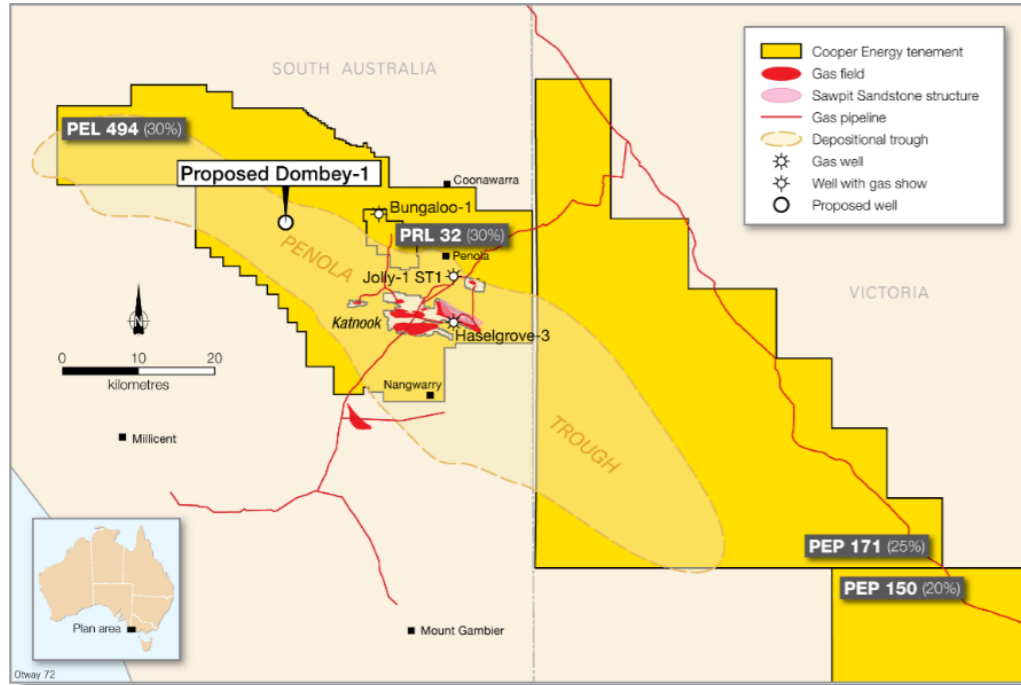 SOUTH AUSTRALIA
PEL 494 (30%)
Proposed Dombey-1
Coonawarra
Bungaloo-1
PRL 32 (30%)
Penola
PENOLA
Jolly-1 ST1
Katnook
Haselgrove-3
N
0 10 20
kilometres
Nangwarry
Millicent
TROUGH
VICTORIA
Cooper Energy tenement
Gas field
Sawpit Sandstone structure
Gas pipeline
Depositional trough
Gas well
Well with gas show
Proposed well
PEP 171 (25%)
PEP 150 (20%)
Plan area
Mount Gambier
Otway 72